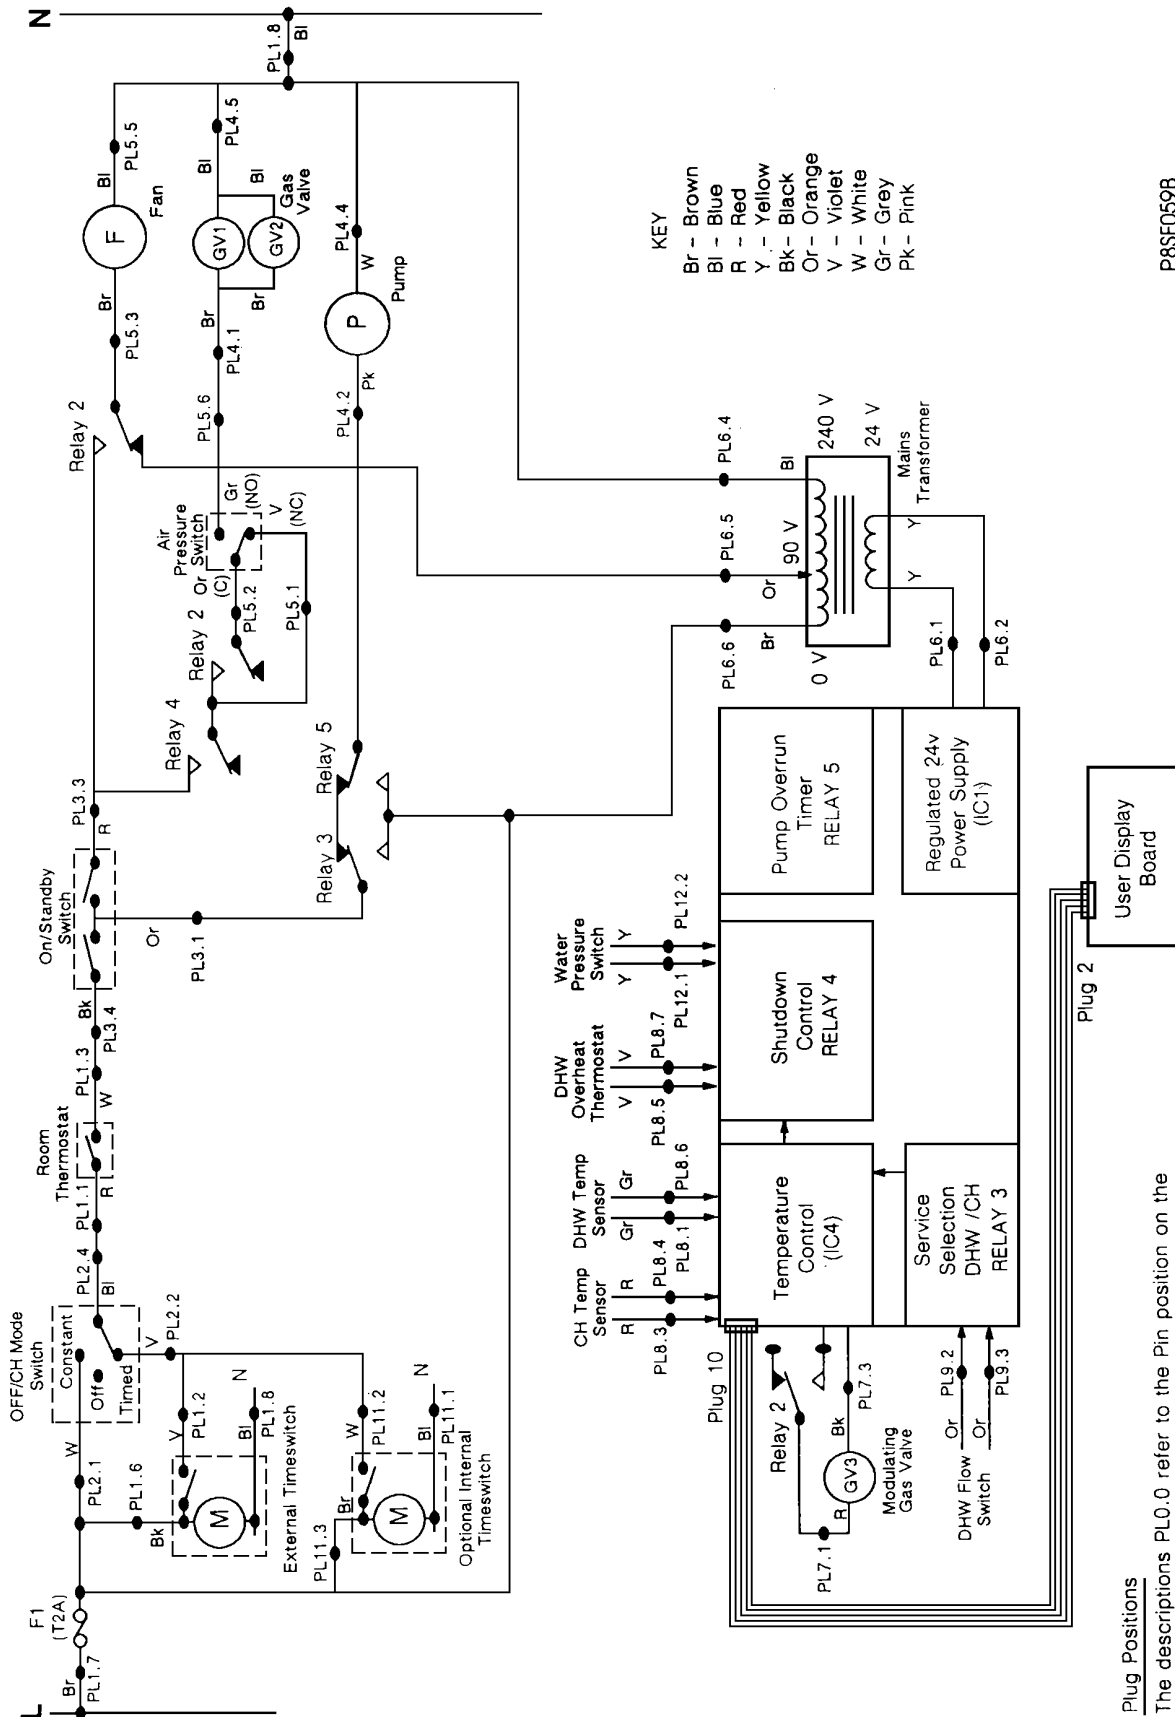 L
N
Br
PL1.7
F1
(T2A)
PL2.1
W
PL1.6
Bk
OFF/CH Mode
Switch
Constant
Off
Timed
Bl
PL2.4
PL1.1
R
V
PL2.2
PL1.2
V
N
Bl
PL1.8
M
External Timeswitch
PL11.3
Br
W
PL11.2
N
Bl
PL11.1
M
Optional Internal
Timeswitch
Room
Thermostat
W
PL1.3
PL3.4
Bk
On/Standby
Switch
Or
PL3.1
R
PL3.3
Relay 4
Relay 2
Or
(C)
PL5.2
PL5.1
Air
Pressure
Switch
Gr
(NO)
V
(NC)
Relay 3
Relay 5
Relay 2
PL5.3
Br
F
Fan
Bl
PL5.5
PL5.6
PL4.1
Br
GV1
GV2
Br
Bl
Bl
Gas
Valve
PL4.5
PL4.2
Pk
P
Pump
W
PL4.4
PL1.8
Bl
KEY
Br - Brown
Bl - Blue
R - Red
Y - Yellow
Bk - Black
Or - Orange
V - Violet
W - White
Gr - Grey
Pk - Pink
PL6.6
Br
PL6.5
Or
PL6.4
Bl
0 V
90 V
240 V
24 V
Mains
Transformer
Y
Y
PL6.1
PL6.2
CH Temp
Sensor
R
R
PL8.3
PL8.4
DHW Temp
Sensor
Gr
Gr
PL8.1
PL8.6
DHW
Overheat
Thermostat
V
V
PL8.5
PL8.7
Water
Pressure
Switch
Y
Y
PL12.1
PL12.2
Plug 10
Temperature
Control
(IC4)
Shutdown
Control
RELAY 4
Pump Overrun
Timer
RELAY 5
Service
Selection
DHW /CH
RELAY 3
Regulated 24v
Power Supply
(IC1)
Relay 2
PL7.1
R
GV3
Bk
PL7.3
Modulating
Gas Valve
DHW Flow
Switch
Or
PL9.2
Or
PL9.3
Plug 2
User Display
Board
Plug Positions
The descriptions PL0.0 refer to the Pin position on the
P8SE059B